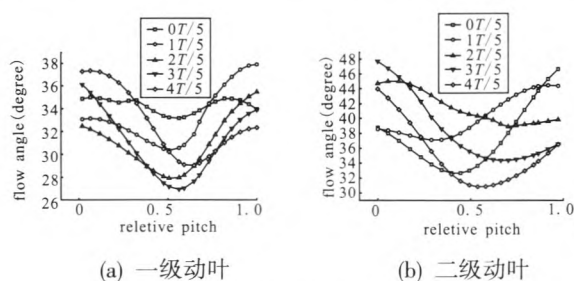 0T/5
1T/5
2T/5
3T/5
4T/5
38
36
34
32
30
28
26
flow angle(degree)
0
0.5
1.0
reletive pitch
(a) 一级动叶
0T/5
1T/5
2T/5
3T/5
4T/5
48
46
44
42
40
38
36
34
32
30
flow angle(degree)
0
0.5
1.0
reletive pitch
(b) 二级动叶